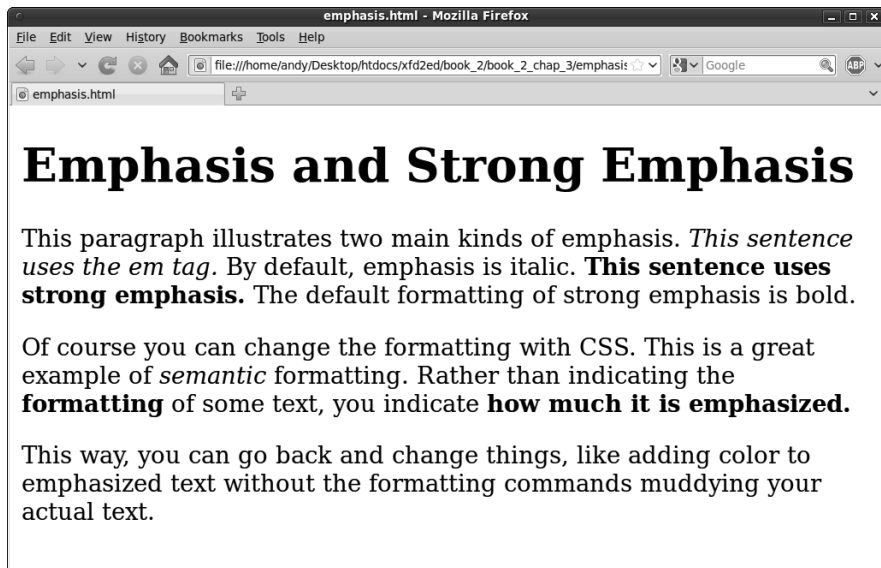 emphasis.html - Mozilla Firefox
File Edit View History Bookmarks Tools Help
file:///home/andy/Desktop/htdocs/xfd2ed/book_2/book_2_chap_3/emphasis Google ABP
emphasis.html
Emphasis and Strong Emphasis
This paragraph illustrates two main kinds of emphasis. This sentence
uses the em tag. By default, emphasis is italic. This sentence uses
strong emphasis. The default formatting of strong emphasis is bold.
Of course you can change the formatting with CSS. This is a great
example of semantic formatting. Rather than indicating the
formatting of some text, you indicate how much it is emphasized.
This way, you can go back and change things, like adding color to
emphasized text without the formatting commands muddying your
actual text.